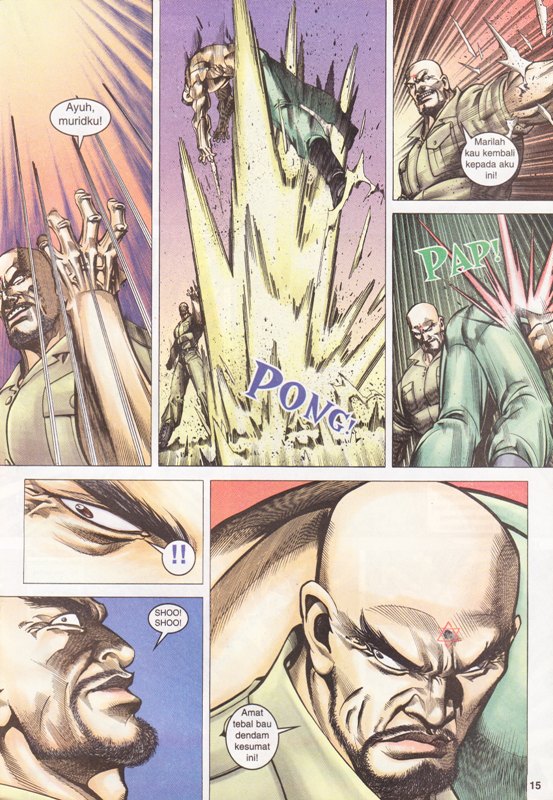 Ayuh,
muridku!
PONG!
Marilah
kau kembali
kepada aku
ini!
PAP!
!!
SHOO!
SHOO!
Amat
tebal bau
dendam
kesumat
ini!
15